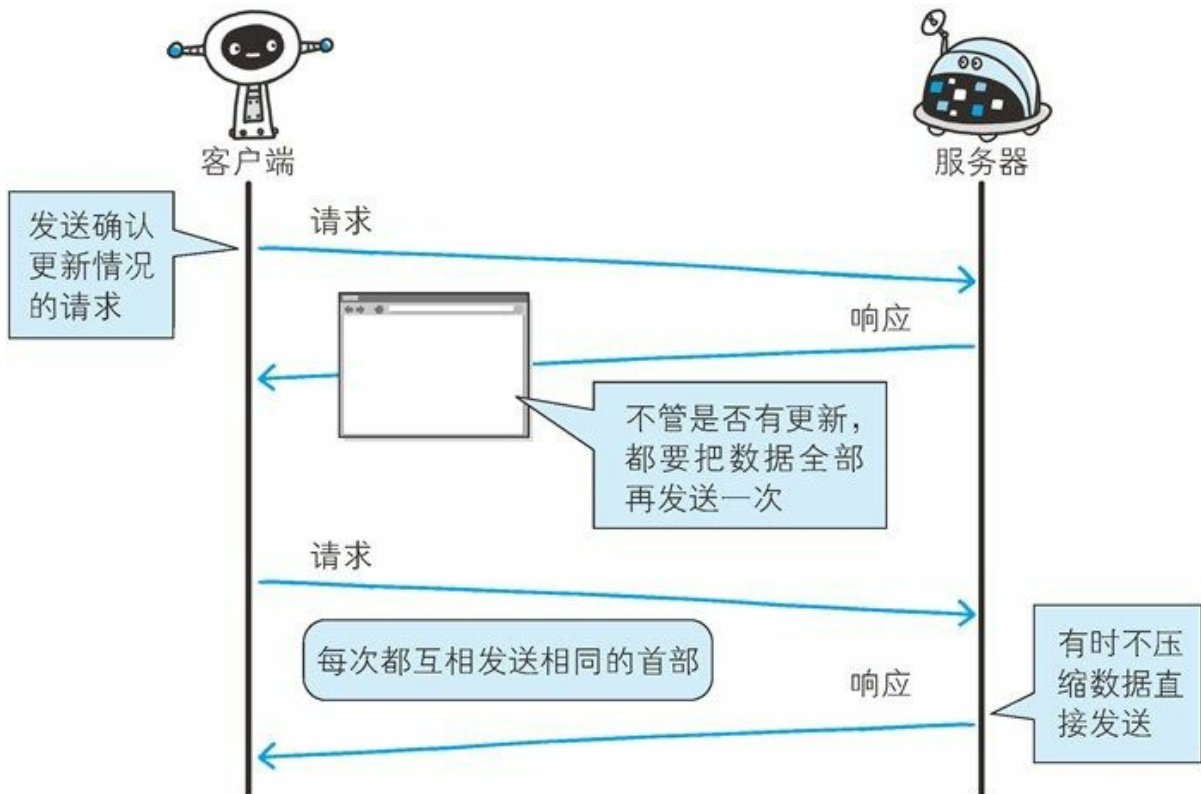 客户端
服务器
发送确认
更新情况
的请求
请求
响应
不管是否有更新，
都要把数据全部
再发送一次
请求
每次都互相发送相同的首部
响应
有时不压
缩数据直
接发送